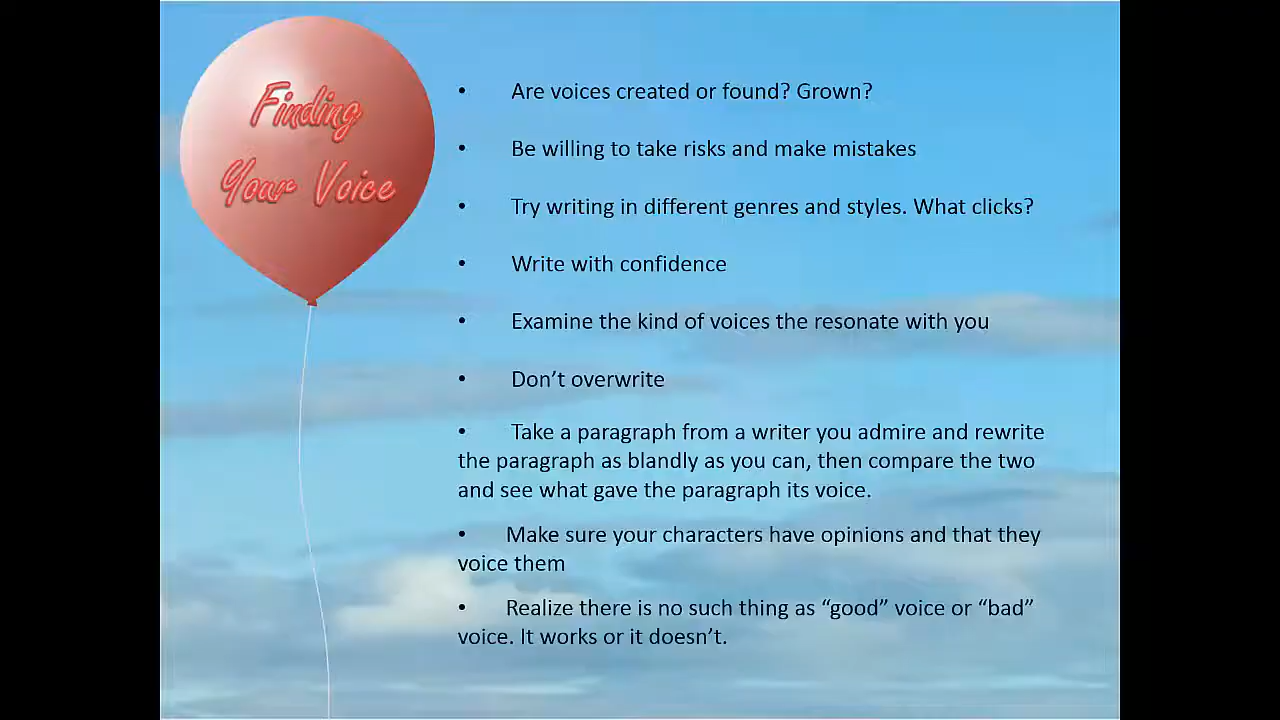 Finding
Your Voice
• Are voices created or found? Grown?
• Be willing to take risks and make mistakes
• Try writing in different genres and styles. What clicks?
• Write with confidence
• Examine the kind of voices the resonate with you
• Don’t overwrite
• Take a paragraph from a writer you admire and rewrite
the paragraph as blandly as you can, then compare the two
and see what gave the paragraph its voice.
• Make sure your characters have opinions and that they
voice them
• Realize there is no such thing as “good” voice or “bad”
voice. It works or it doesn’t.